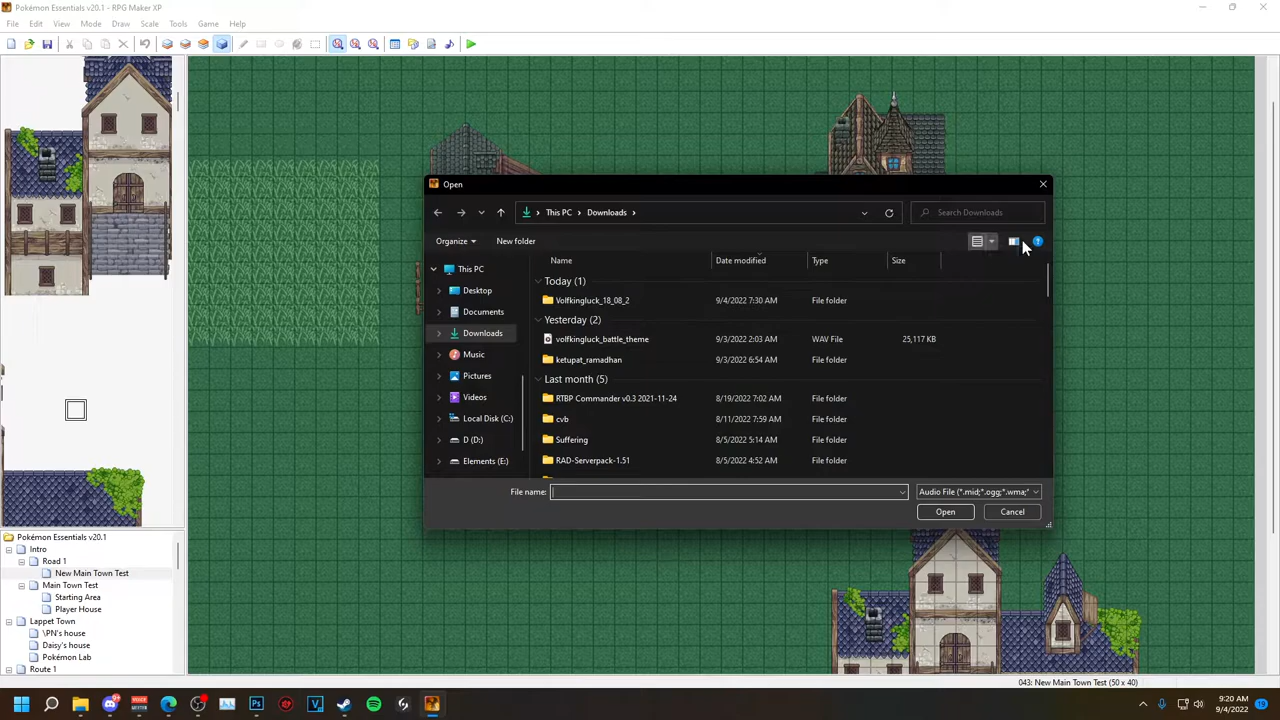 Pokémon Essentials v20.1 - RPG Maker XP
File Edit View Mode Draw Scale Tools Game Help
Open
This PC Downloads
Search Downloads
Organize New folder
Name Date modified Type Size
This PC
Desktop
Documents
Downloads
Music
Pictures
Videos
Local Disk (C:)
D (D:)
Elements (E:)
Today (1)
Volfkingluck_18_08_2 9/4/2022 7:30 AM File folder
Yesterday (2)
volfkingluck_battle_theme 9/3/2022 2:03 AM WAV File 25,117 KB
ketupat_ramadhan 9/3/2022 6:54 AM File folder
Last month (5)
RTBP Commander v0.3 2021-11-24 8/19/2022 7:02 AM File folder
cvb 8/11/2022 7:59 AM File folder
Suffering 8/5/2022 5:14 AM File folder
RAD-Serverpack-1.51 8/5/2022 4:52 AM File folder
File name:
Audio File (*.mid;*.ogg;*.wma;*
Open Cancel
Pokémon Essentials v20.1
Intro
Road 1
New Main Town Test
Main Town Test
Starting Area
Player House
Lappet Town
\PN's house
Daisy's house
Pokémon Lab
Route 1
043: New Main Town Test (50 x 40)
9:20 AM
9/4/2022
19